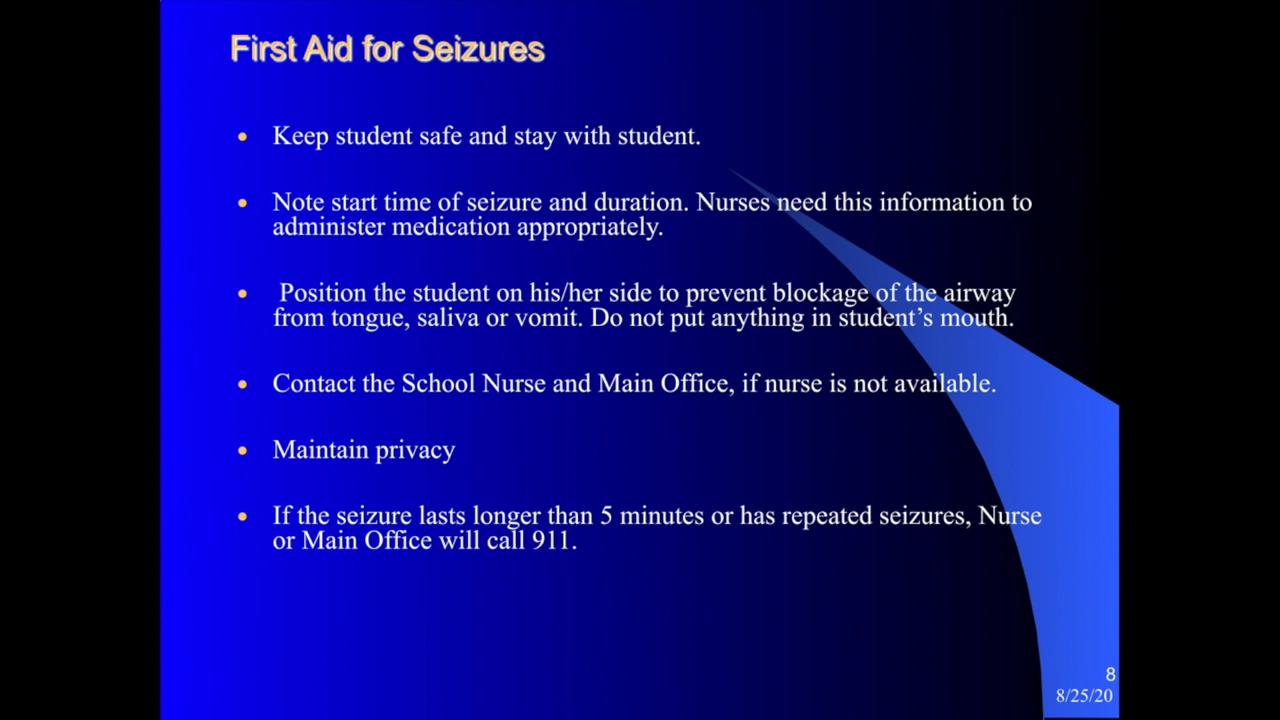 First Aid for Seizures
• Keep student safe and stay with student.
• Note start time of seizure and duration. Nurses need this information to
administer medication appropriately.
• Position the student on his/her side to prevent blockage of the airway
from tongue, saliva or vomit. Do not put anything in student’s mouth.
• Contact the School Nurse and Main Office, if nurse is not available.
• Maintain privacy
• If the seizure lasts longer than 5 minutes or has repeated seizures, Nurse
or Main Office will call 911.
8
8/25/20